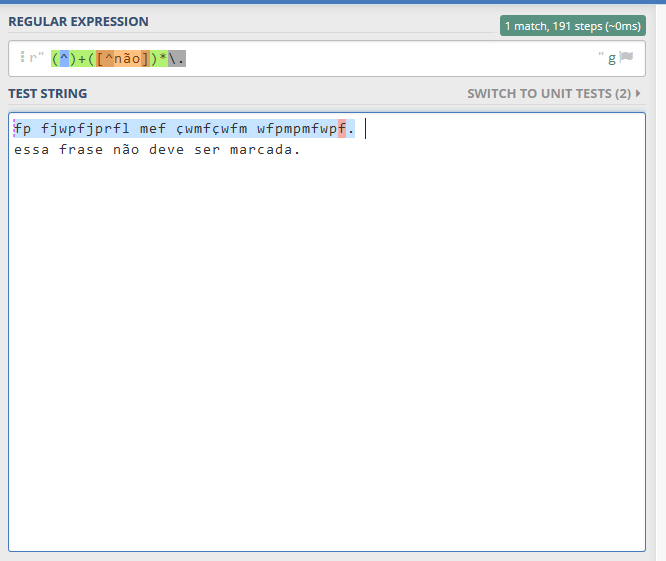 REGULAR EXPRESSION
1 match, 191 steps (~0ms)
r" (^)+([^não])*\. " g
TEST STRING
SWITCH TO UNIT TESTS (2)
fp fjwpfjprfl mef çwmfçwfm wfpmpmfwpf.
essa frase não deve ser marcada.